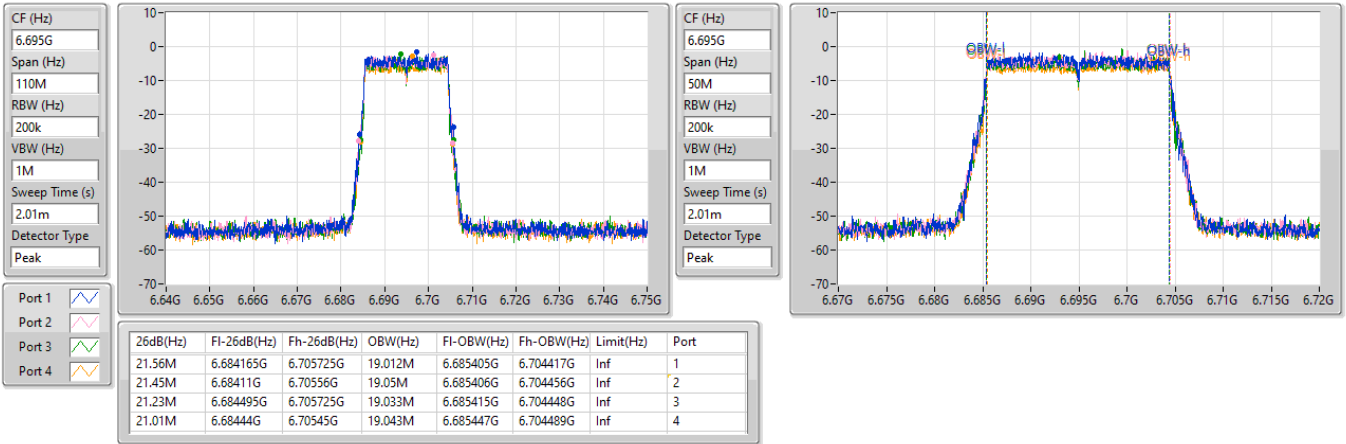 CF (Hz)
6.695G
Span (Hz)
110M
RBW (Hz)
200k
VBW (Hz)
1M
Sweep Time (s)
2.01m
Detector Type
Peak
10
0
-10
-20
-30
-40
-50
-60
-70
6.64G 6.65G 6.66G 6.67G 6.68G 6.69G 6.7G 6.71G 6.72G 6.73G 6.74G 6.75G
CF (Hz)
6.695G
Span (Hz)
50M
RBW (Hz)
200k
VBW (Hz)
1M
Sweep Time (s)
2.01m
Detector Type
Peak
10
0
-10
-20
-30
-40
-50
-60
-70
OBW-l OBW-h
6.67G 6.675G 6.68G 6.685G 6.69G 6.695G 6.7G 6.705G 6.71G 6.715G 6.72G
Port 1
Port 2
Port 3
Port 4
26dB(Hz) Fl-26dB(Hz) Fh-26dB(Hz) OBW(Hz) Fl-OBW(Hz) Fh-OBW(Hz) Limit(Hz) Port
21.56M 6.684165G 6.705725G 19.012M 6.685405G 6.704417G Inf 1
21.45M 6.68411G 6.70556G 19.05M 6.685406G 6.704456G Inf 2
21.23M 6.684495G 6.705725G 19.033M 6.685415G 6.704448G Inf 3
21.01M 6.68444G 6.70545G 19.043M 6.685447G 6.704489G Inf 4